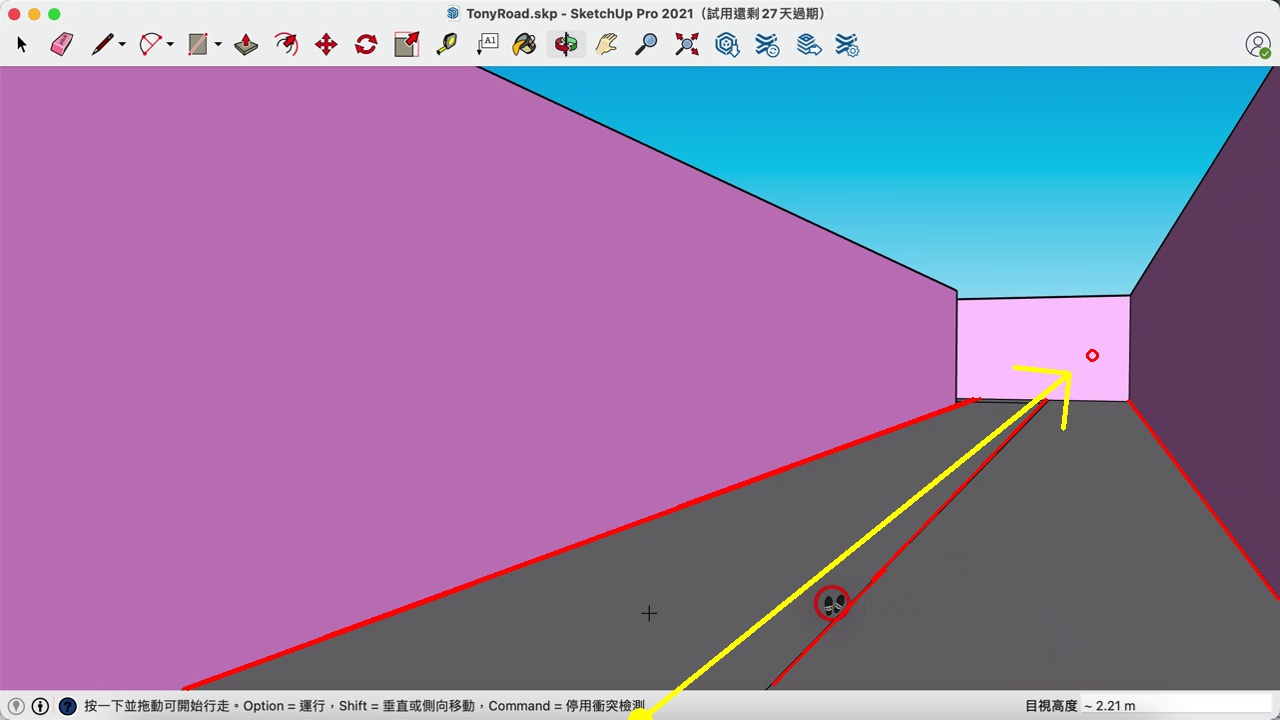 TonyRoad.skp - SketchUp Pro 2021（試用還剩 27 天過期）
A1
按一下並拖動可開始行走。Option = 運行，Shift = 垂直或側向移動，Command = 停用衝突檢測
目視高度 ~ 2.21 m